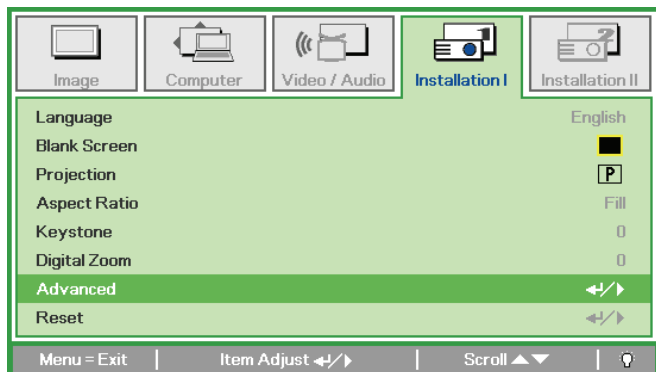 Image Computer Video / Audio Installation I Installation II
Language English
Blank Screen
Projection P
Aspect Ratio Fill
Keystone 0
Digital Zoom 0
Advanced
Reset
Menu = Exit Item Adjust Scroll